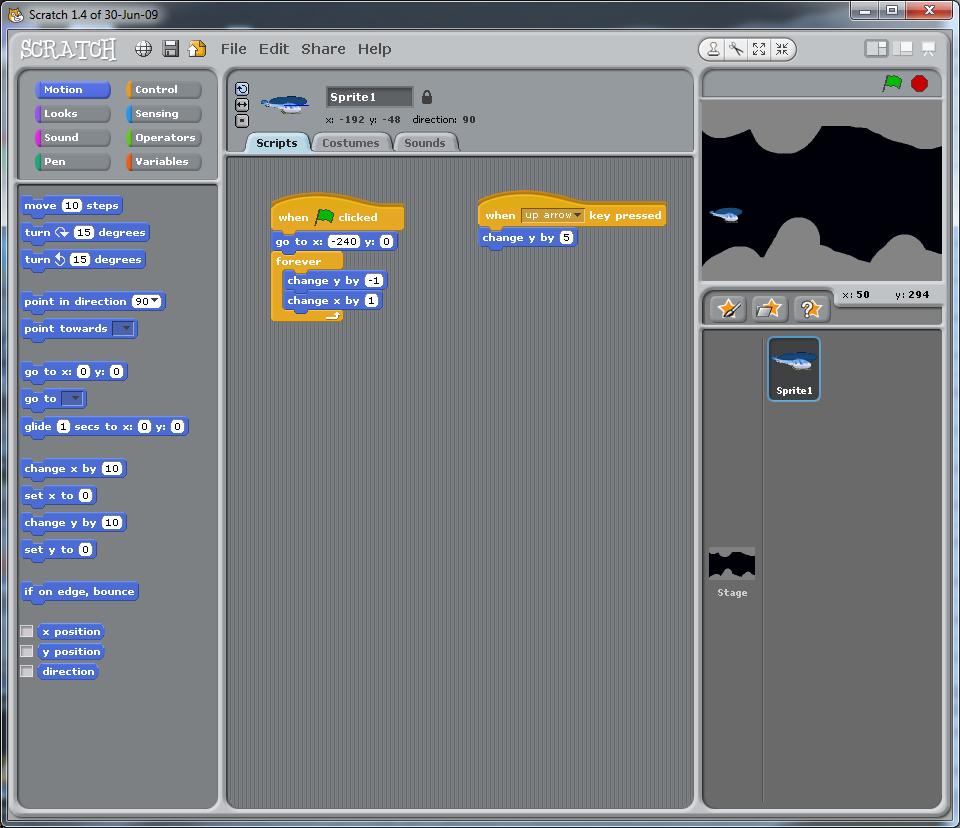 Scratch 1.4 of 30-Jun-09
SCRATCH File Edit Share Help
Motion Control
Looks Sensing
Sound Operators
Pen Variables
move 10 steps
turn 15 degrees
turn 15 degrees
point in direction 90
point towards
go to x: 0 y: 0
go to
glide 1 secs to x: 0 y: 0
change x by 10
set x to 0
change y by 10
set y to 0
if on edge, bounce
x position
y position
direction
Sprite1
x: -192 y: -48 direction: 90
Scripts Costumes Sounds
when clicked
go to x: -240 y: 0
forever
change y by -1
change x by 1
when up arrow key pressed
change y by 5
x: 50 y: 294
Sprite1
Stage